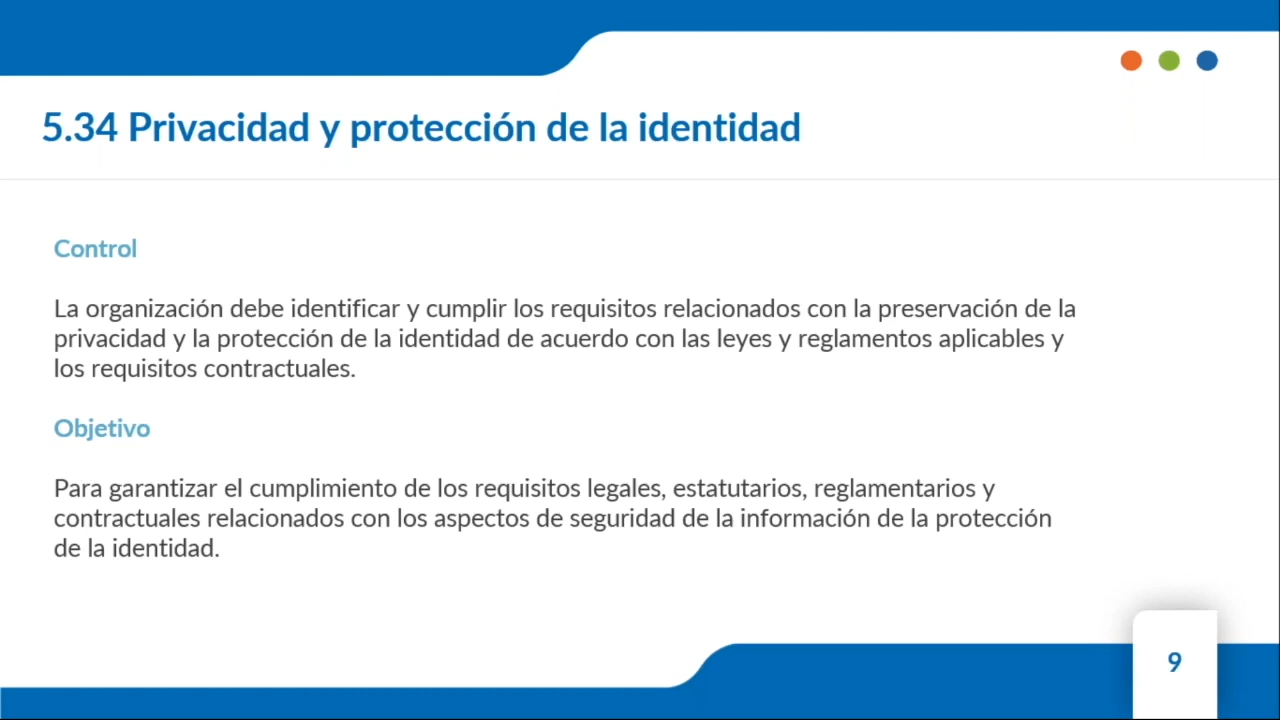 5.34 Privacidad y protección de la identidad
Control
La organización debe identificar y cumplir los requisitos relacionados con la preservación de la
privacidad y la protección de la identidad de acuerdo con las leyes y reglamentos aplicables y
los requisitos contractuales.
Objetivo
Para garantizar el cumplimiento de los requisitos legales, estatutarios, reglamentarios y
contractuales relacionados con los aspectos de seguridad de la información de la protección
de la identidad.
9